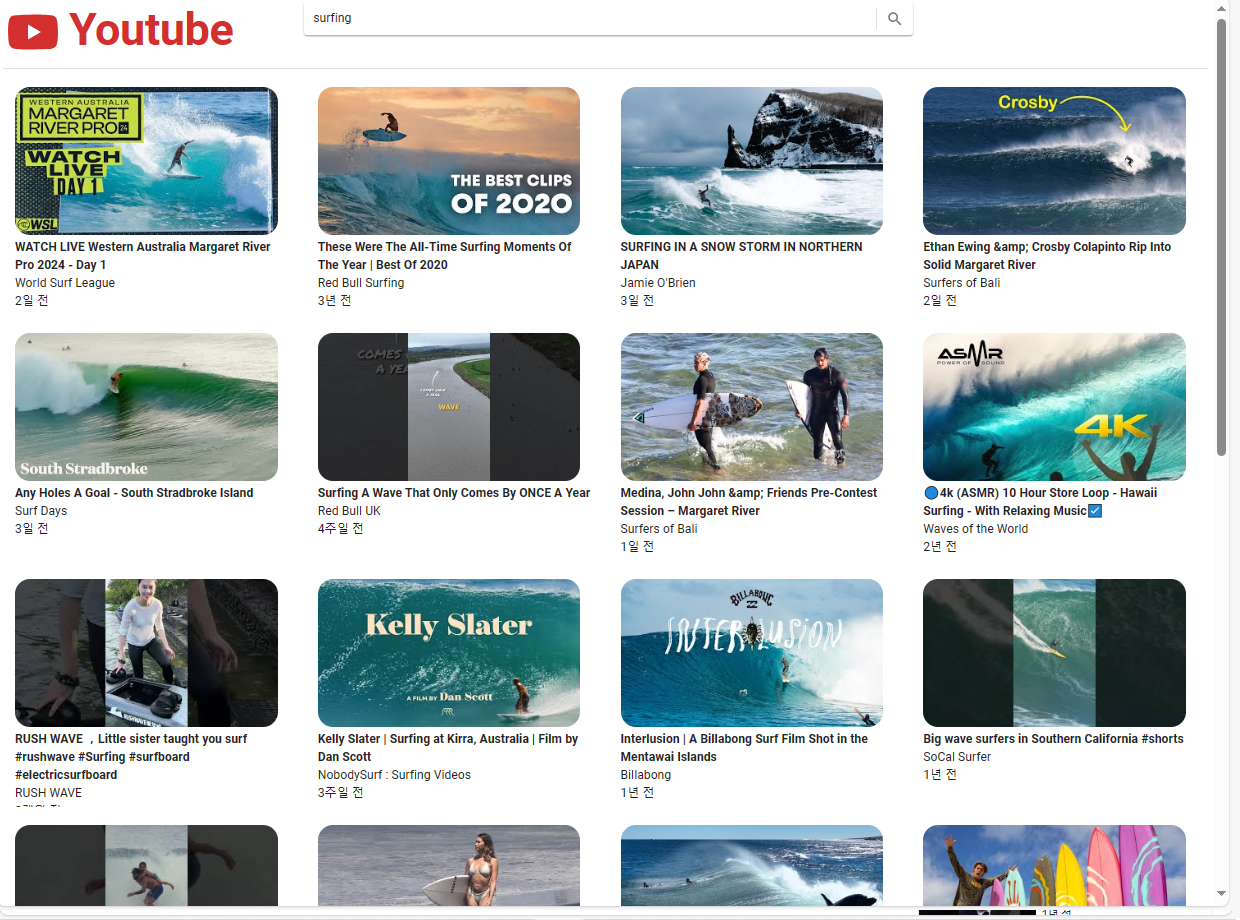 Youtube
surfing
WESTERN AUSTRALIA
MARGARET
RIVER PRO 24
WATCH
LIVE
DAY 1
WSL
THE BEST CLIPS
OF 2020
Crosby
WATCH LIVE Western Australia Margaret River
Pro 2024 - Day 1
World Surf League
2일 전
These Were The All-Time Surfing Moments Of
The Year | Best Of 2020
Red Bull Surfing
3년 전
SURFING IN A SNOW STORM IN NORTHERN
JAPAN
Jamie O'Brien
3일 전
Ethan Ewing &amp; Crosby Colapinto Rip Into
Solid Margaret River
Surfers of Bali
2일 전
South Stradbroke
COMES
A YEA
COMES ONCE
A YEAR
WAVE
ASMR
POWER OF SOUND
4K
Any Holes A Goal - South Stradbroke Island
Surf Days
3일 전
Surfing A Wave That Only Comes By ONCE A Year
Red Bull UK
4주일 전
Medina, John John &amp; Friends Pre-Contest
Session – Margaret River
Surfers of Bali
1일 전
🔵4k (ASMR) 10 Hour Store Loop - Hawaii
Surfing - With Relaxing Music☑️
Waves of the World
2년 전
Kelly Slater
A FILM BY Dan Scott
BILLABONG
INTERLUSION
RUSH WAVE ，Little sister taught you surf
#rushwave #Surfing #surfboard
#electricsurfboard
RUSH WAVE
Kelly Slater | Surfing at Kirra, Australia | Film by
Dan Scott
NobodySurf : Surfing Videos
3주일 전
Interlusion | A Billabong Surf Film Shot in the
Mentawai Islands
Billabong
1년 전
Big wave surfers in Southern California #shorts
SoCal Surfer
1년 전